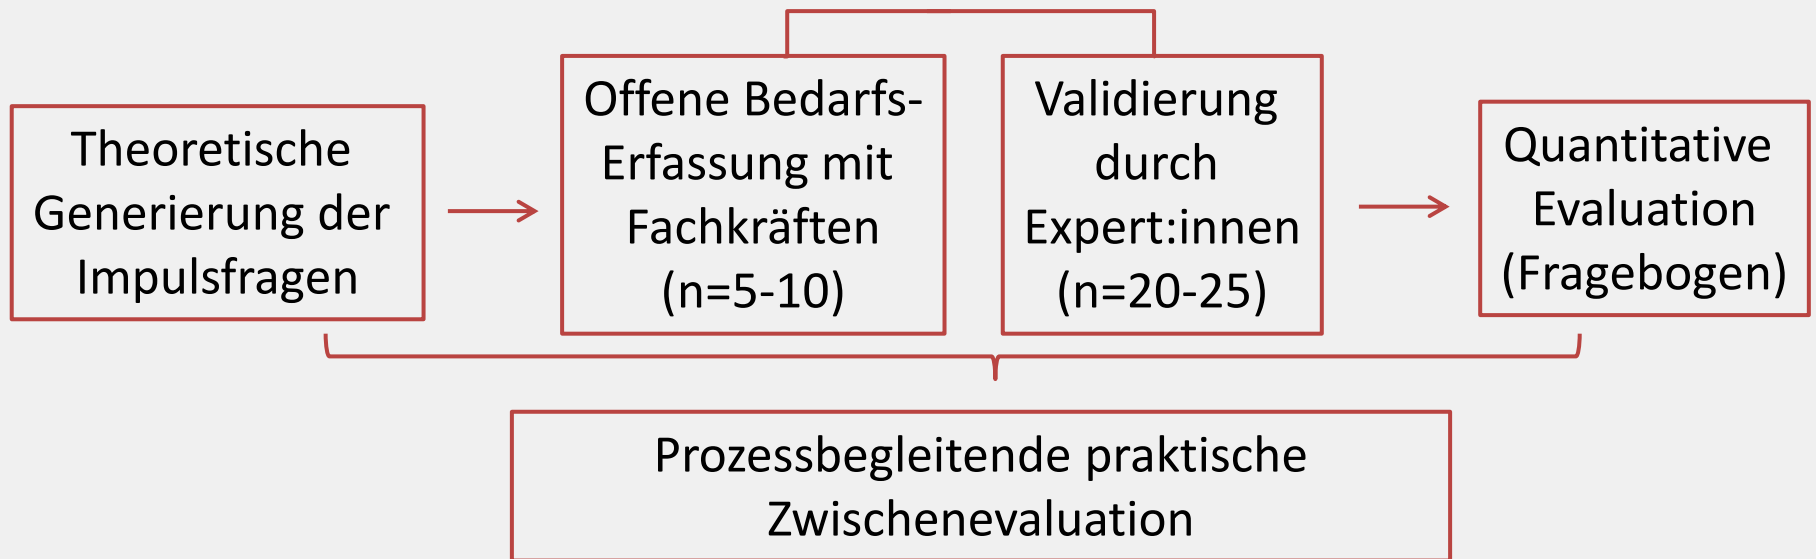 Theoretische
Generierung der
Impulsfragen
Offene Bedarfs-
Erfassung mit
Fachkräften
(n=5-10)
Validierung
durch
Expert:innen
(n=20-25)
Quantitative
Evaluation
(Fragebogen)
Prozessbegleitende praktische
Zwischenevaluation